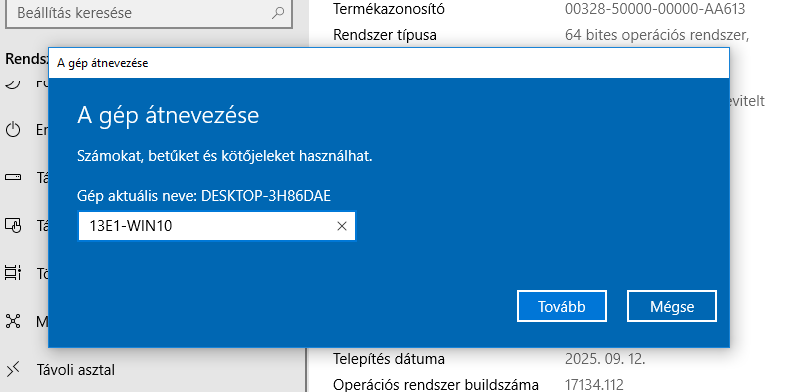 Beállítás keresése
Termékazonosító 00328-50000-00000-AA613
Rendszer típusa 64 bites operációs rendszer,
A gép átnevezése
A gép átnevezése
Számokat, betűket és kötőjeleket használhat.
Gép aktuális neve: DESKTOP-3H86DAE
13E1-WIN10
Tovább Mégse
Távoli asztal
Telepítés dátuma 2025. 09. 12.
Operációs rendszer buildszáma 17134.112